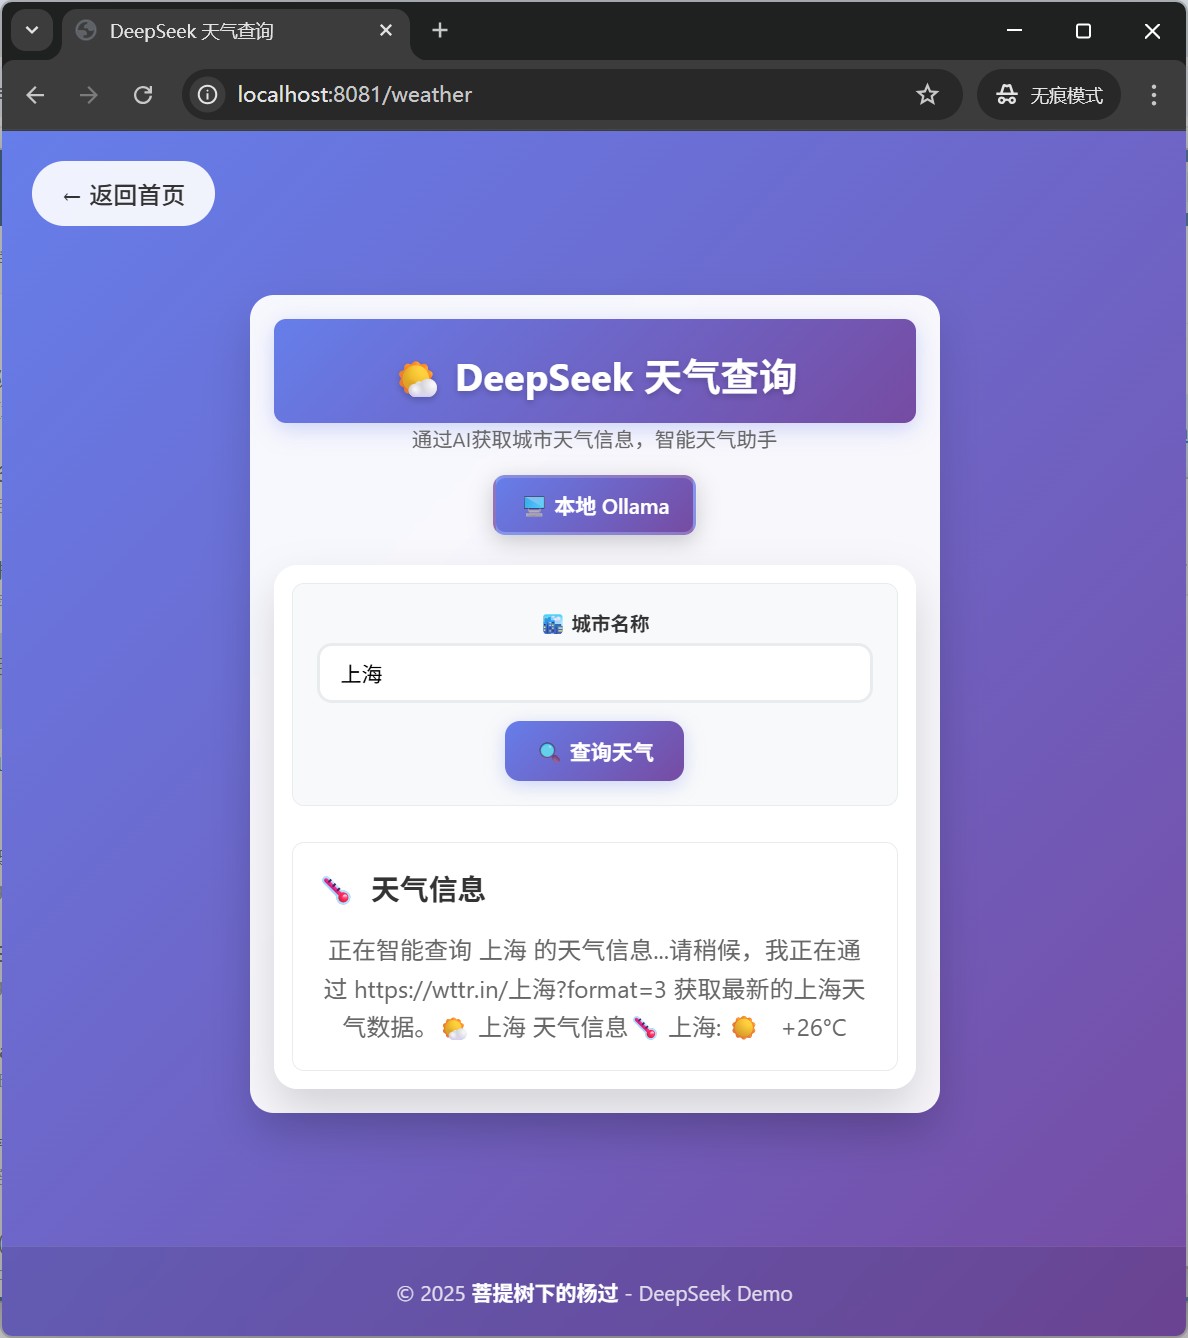 DeepSeek 天气查询
localhost:8081/weather
无痕模式
← 返回首页
DeepSeek 天气查询
通过AI获取城市天气信息，智能天气助手
本地 Ollama
城市名称
上海
查询天气
天气信息
正在智能查询 上海 的天气信息...请稍候，我正在通
过 https://wttr.in/上海?format=3 获取最新的上海天
气数据。🌤️ 上海 天气信息🌡️ 上海: ☀️ +26°C
© 2025 菩提树下的杨过 - DeepSeek Demo